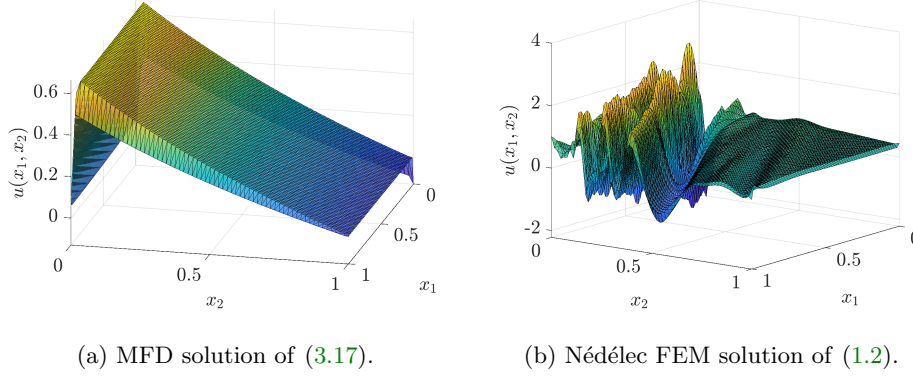 0.6
0.4
0.2
0
u(x₁, x₂)
0
0.5
1
x₂
0
0.5
1
x₁
4
2
0
-2
u(x₁, x₂)
0
0.5
1
x₂
0
0.5
1
x₁
(a) MFD solution of (3.17).
(b) Nédélec FEM solution of (1.2).